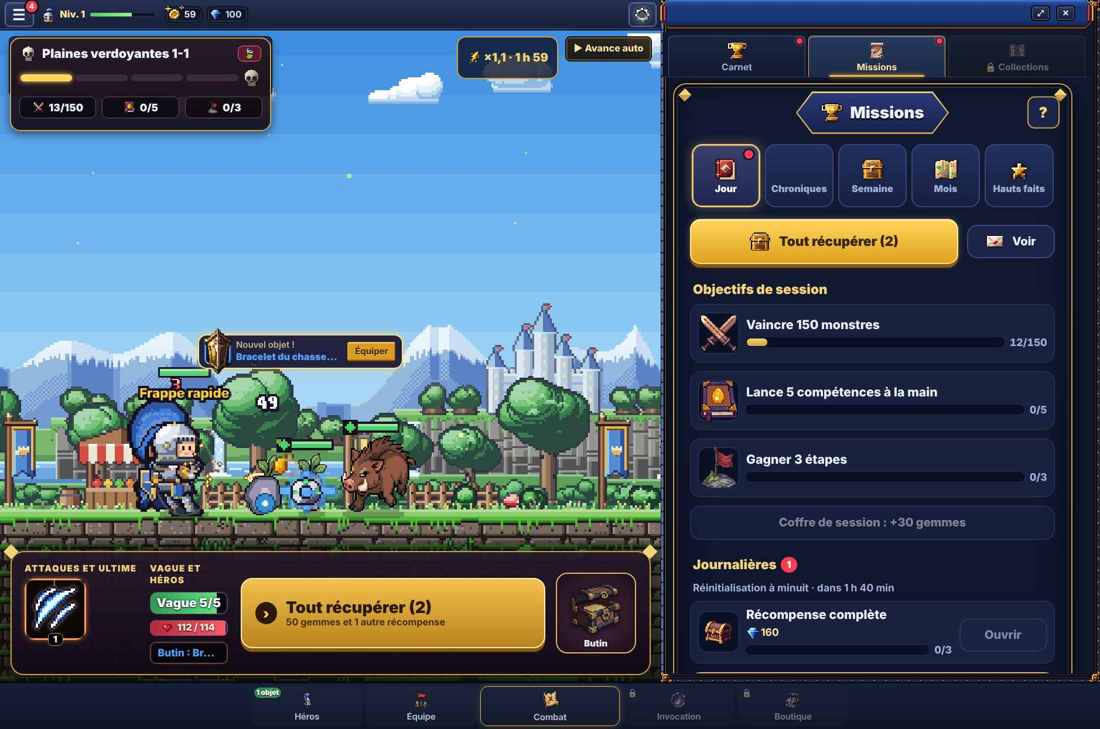 4
Niv. 1
59
100
Plaines verdoyantes 1-1
13/150
0/5
0/3
×1,1 · 1 h 59
Avance auto
Nouvel objet !
Bracelet du chasse...
Équiper
3
Frappe rapide
49
ATTAQUES ET ULTIME
1
VAGUE ET
HÉROS
Vague 5/5
112 / 114
Butin : Br...
Tout récupérer (2)
50 gemmes et 1 autre récompense
Butin
1 objet
Héros
Équipe
Combat
Invocation
Boutique
Carnet
Missions
Collections
Missions
?
Jour
Chroniques
Semaine
Mois
Hauts faits
Tout récupérer (2)
Voir
Objectifs de session
Vaincre 150 monstres
12/150
Lance 5 compétences à la main
0/5
Gagner 3 étapes
0/3
Coffre de session : +30 gemmes
Journalières 1
Réinitialisation à minuit · dans 1 h 40 min
Récompense complète
160
0/3
Ouvrir